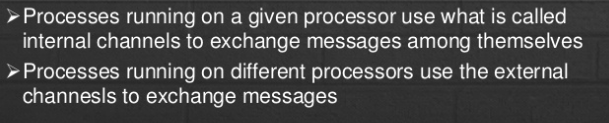 ➢Processes running on a given processor use what is called
internal channels to exchange messages among themselves
➢Processes running on different processors use the external
channesls to exchange messages